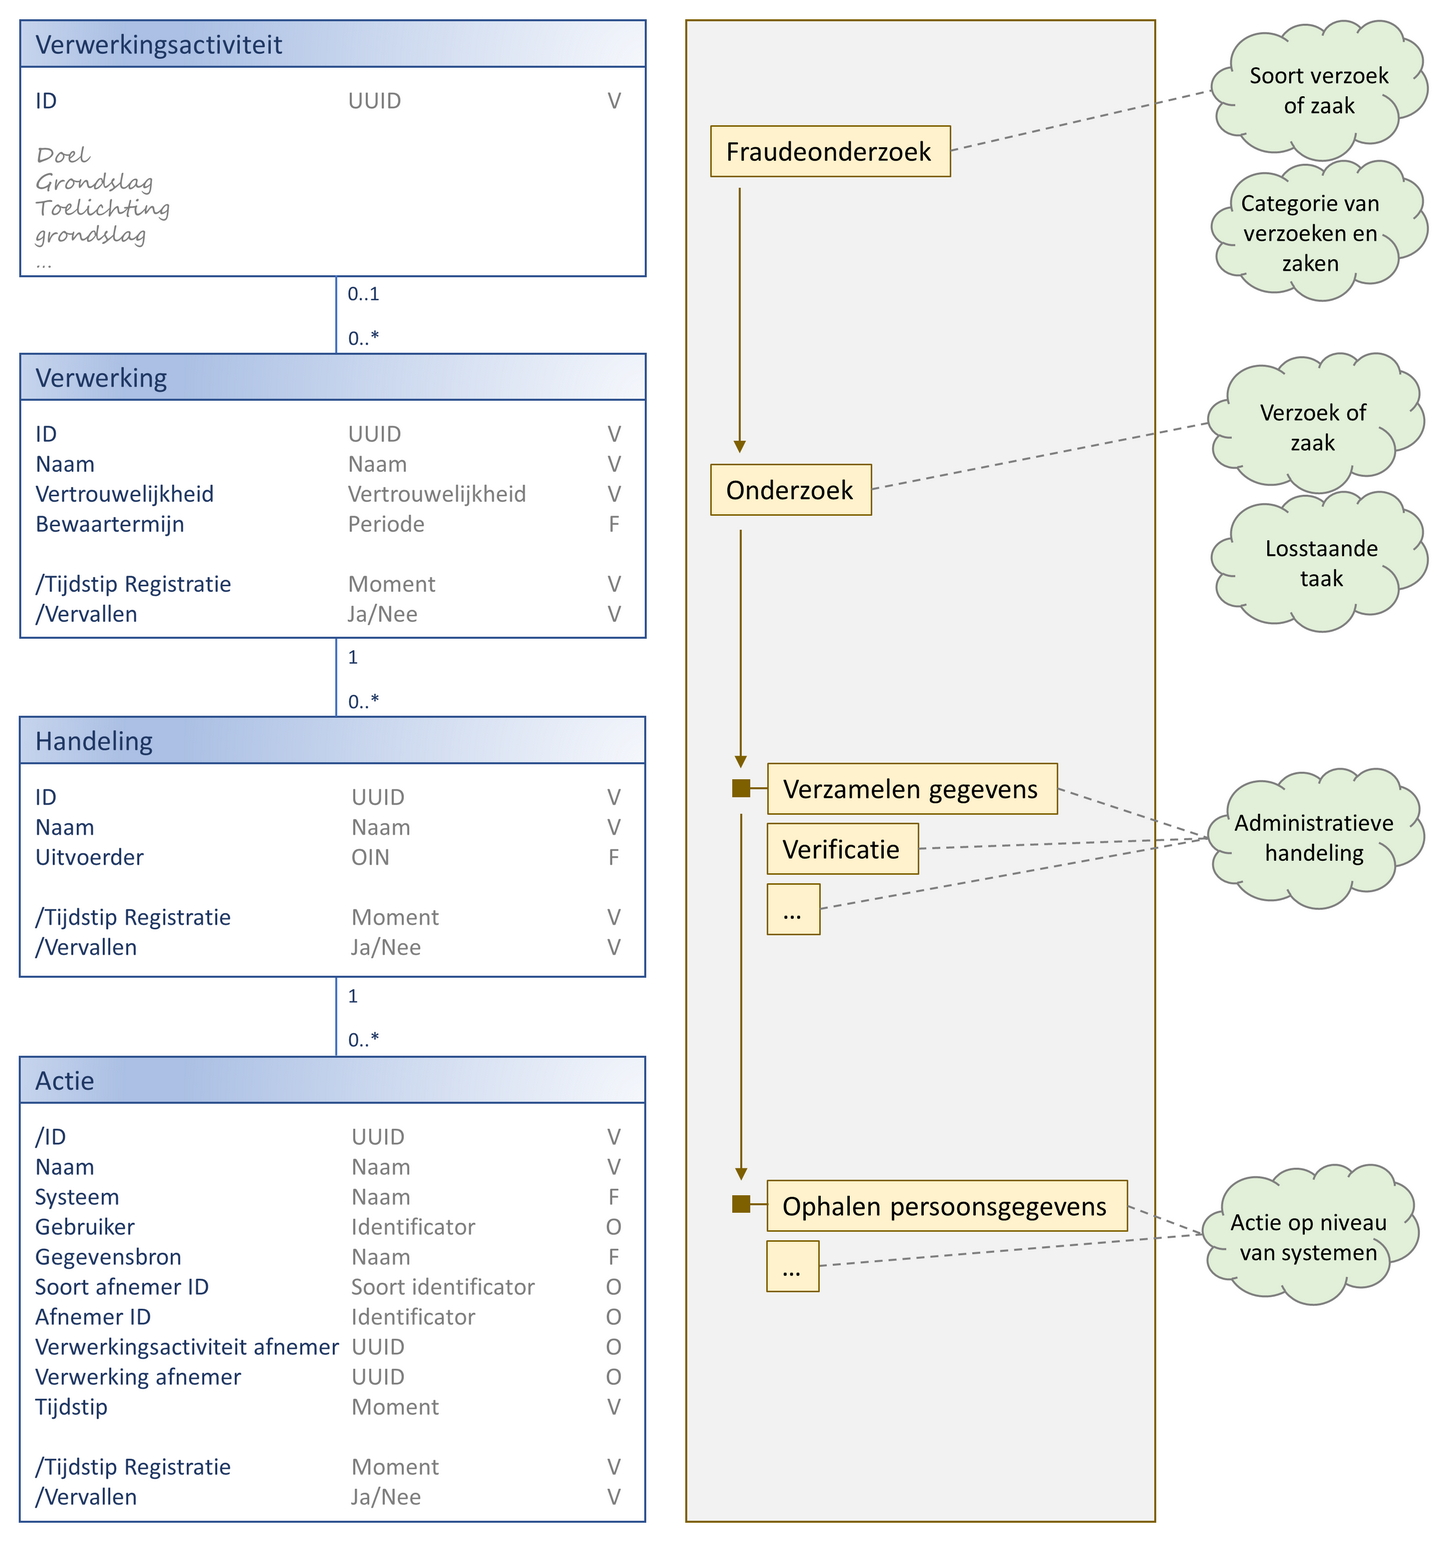 Verwerkingsactiviteit
ID UUID V
Doel
Grondslag
Toelichting
grondslag
...
0..1
0..*
Verwerking
ID UUID V
Naam Naam V
Vertrouwelijkheid Vertrouwelijkheid V
Bewaartermijn Periode F
/Tijdstip Registratie Moment V
/Vervallen Ja/Nee V
1
0..*
Handeling
ID UUID V
Naam Naam V
Uitvoerder OIN F
/Tijdstip Registratie Moment V
/Vervallen Ja/Nee V
1
0..*
Actie
/ID UUID V
Naam Naam V
Systeem Naam F
Gebruiker Identificator O
Gegevensbron Naam F
Soort afnemer ID Soort identificator O
Afnemer ID Identificator O
Verwerkingsactiviteit afnemer UUID O
Verwerking afnemer UUID O
Tijdstip Moment V
/Tijdstip Registratie Moment V
/Vervallen Ja/Nee V
Fraudeonderzoek
Onderzoek
Verzamelen gegevens
Verificatie
...
Ophalen persoonsgegevens
...
Soort verzoek
of zaak
Categorie van
verzoeken en
zaken
Verzoek of
zaak
Losstaande
taak
Administratieve
handeling
Actie op niveau
van systemen